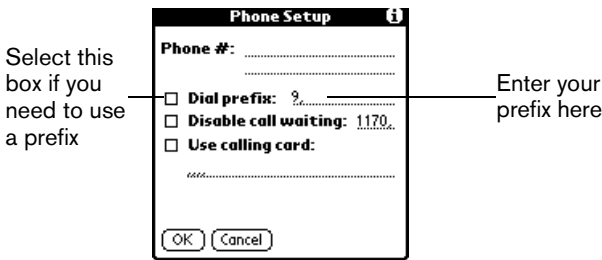 Phone Setup
Phone #:
Select this
box if you
need to use
a prefix
Dial prefix: 9,
Disable call waiting: 1170,
Use calling card:
,,,,
OK Cancel
Enter your
prefix here